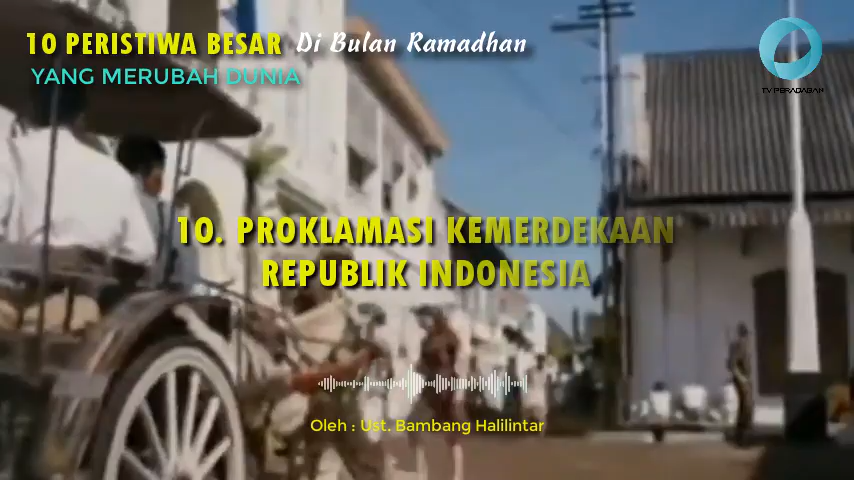 10 PERISTIWA BESAR Di Bulan Ramadhan
YANG MERUBAH DUNIA
TV PERADABAN
10. PROKLAMASI KEMERDEKAAN
REPUBLIK INDONESIA
Oleh : Ust. Bambang Halilintar